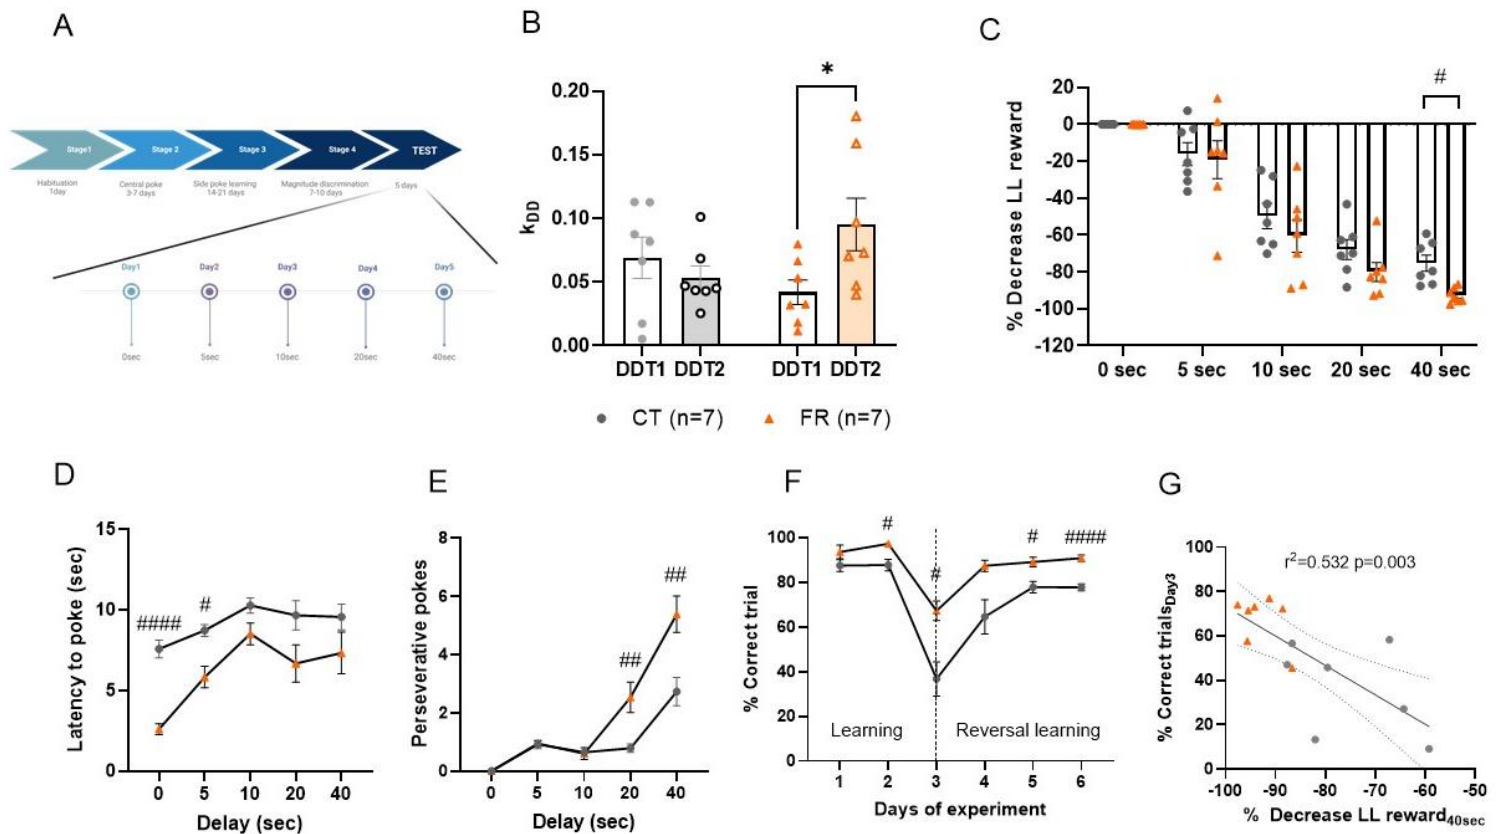 A
Stage1
Stage 2
Stage 3
Stage 4
TEST
Habituation
1day
Central poke
3-7 days
Side poke learning
14-21 days
Magnitude discrimination
7-10 days
5 days
Day1
Day2
Day3
Day4
Day5
0sec
5sec
10sec
20sec
40sec
B
kDD
0.20
0.15
0.10
0.05
0.00
*
DDT1
DDT2
DDT1
DDT2
C
% Decrease LL reward
20
0
-20
-40
-60
-80
-100
-120
#
0 sec
5 sec
10 sec
20 sec
40 sec
CT (n=7)
FR (n=7)
D
Latency to poke (sec)
15
10
5
0
####
#
0
5
10
20
40
Delay (sec)
E
Perseverative pokes
8
6
4
2
0
##
##
0
5
10
20
40
Delay (sec)
F
% Correct trial
100
80
60
40
20
0
#
#
#
####
Learning
Reversal learning
1
2
3
4
5
6
Days of experiment
G
% Correct trialsDay3
100
80
60
40
20
0
r²=0.532 p=0.003
-100
-90
-80
-70
-60
-50
% Decrease LL reward40sec